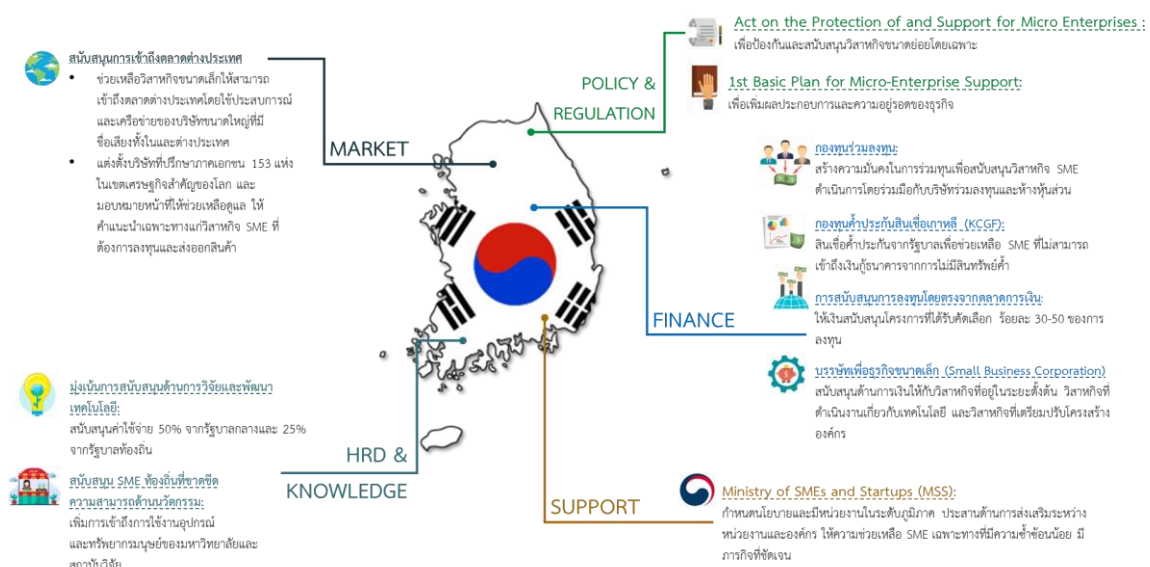 สนับสนุนการเข้าถึงตลาดต่างประเทศ
• ช่วยเหลือวิสาหกิจขนาดเล็กให้สามารถ
เข้าถึงตลาดต่างประเทศโดยใช้ประสบการณ์
และเครือข่ายของบริษัทขนาดใหญ่ที่มี
ชื่อเสียงทั้งในและต่างประเทศ
• แต่งตั้งบริษัทที่ปรึกษาภาคเอกชน 153 แห่ง
ในเขตเศรษฐกิจสำคัญของโลก และ
มอบหมายหน้าที่ให้ช่วยเหลือดูแล ให้
คำแนะนำเฉพาะทางแก่วิสาหกิจ SME ที่
ต้องการลงทุนและส่งออกสินค้า
MARKET
POLICY &
REGULATION
Act on the Protection of and Support for Micro Enterprises :
เพื่อป้องกันและสนับสนุนวิสาหกิจขนาดย่อยโดยเฉพาะ
1st Basic Plan for Micro-Enterprise Support:
เพื่อเพิ่มผลประกอบการและความอยู่รอดของธุรกิจ
กองทุนร่วมลงทุน:
สร้างความมั่นคงในการร่วมทุนเพื่อสนับสนุนวิสาหกิจ SME
ดำเนินการโดยร่วมมือกับบริษัทร่วมลงทุนและห้างหุ้นส่วน
กองทุนค้ำประกันสินเชื่อเกาหลี (KCGF):
สินเชื่อค้ำประกันจากรัฐบาลเพื่อช่วยเหลือ SME ที่ไม่สามารถ
เข้าถึงเงินกู้ธนาคารจากการไม่มีสินทรัพย์ค้ำ
การสนับสนุนการลงทุนโดยตรงจากตลาดการเงิน:
ให้เงินสนับสนุนโครงการที่ได้รับคัดเลือก ร้อยละ 30-50 ของการ
ลงทุน
บรรษัทเพื่อธุรกิจขนาดเล็ก (Small Business Corporation)
สนับสนุนด้านการเงินให้กับวิสาหกิจที่อยู่ในระยะตั้งต้น วิสาหกิจที่
ดำเนินงานเกี่ยวกับเทคโนโลยี และวิสาหกิจที่เตรียมปรับโครงสร้าง
องค์กร
FINANCE
มุ่งเน้นการสนับสนุนด้านการวิจัยและพัฒนา
เทคโนโลยี:
สนับสนุนค่าใช้จ่าย 50% จากรัฐบาลกลางและ 25%
จากรัฐบาลท้องถิ่น
สนับสนุน SME ท้องถิ่นที่ขาดขีด
ความสามารถด้านนวัตกรรม:
เพิ่มการเข้าถึงการใช้งานอุปกรณ์
และทรัพยากรมนุษย์ของมหาวิทยาลัยและ
สถาบันวิจัย
HRD &
KNOWLEDGE
SUPPORT
Ministry of SMEs and Startups (MSS):
กำหนดนโยบายและมีหน่วยงานในระดับภูมิภาค ประสานด้านการส่งเสริมระหว่าง
หน่วยงานและองค์กร ให้ความช่วยเหลือ SME เฉพาะทางที่มีความซ้ำซ้อนน้อย มี
ภารกิจที่ชัดเจน